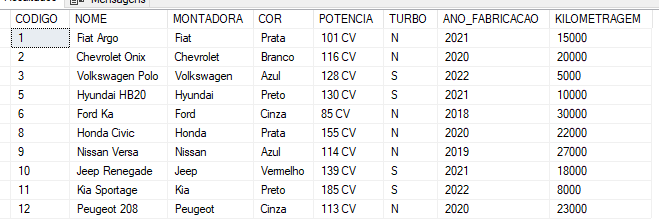 Mensagens
CODIGO NOME MONTADORA COR POTENCIA TURBO ANO_FABRICACAO KILOMETRAGEM
1 Fiat Argo Fiat Prata 101 CV N 2021 15000
2 Chevrolet Onix Chevrolet Branco 116 CV N 2020 20000
3 Volkswagen Polo Volkswagen Azul 128 CV S 2022 5000
5 Hyundai HB20 Hyundai Preto 130 CV S 2021 10000
6 Ford Ka Ford Cinza 85 CV N 2018 30000
8 Honda Civic Honda Prata 155 CV N 2020 22000
9 Nissan Versa Nissan Azul 114 CV N 2019 27000
10 Jeep Renegade Jeep Vermelho 139 CV S 2021 18000
11 Kia Sportage Kia Preto 185 CV S 2022 8000
12 Peugeot 208 Peugeot Cinza 113 CV N 2020 23000